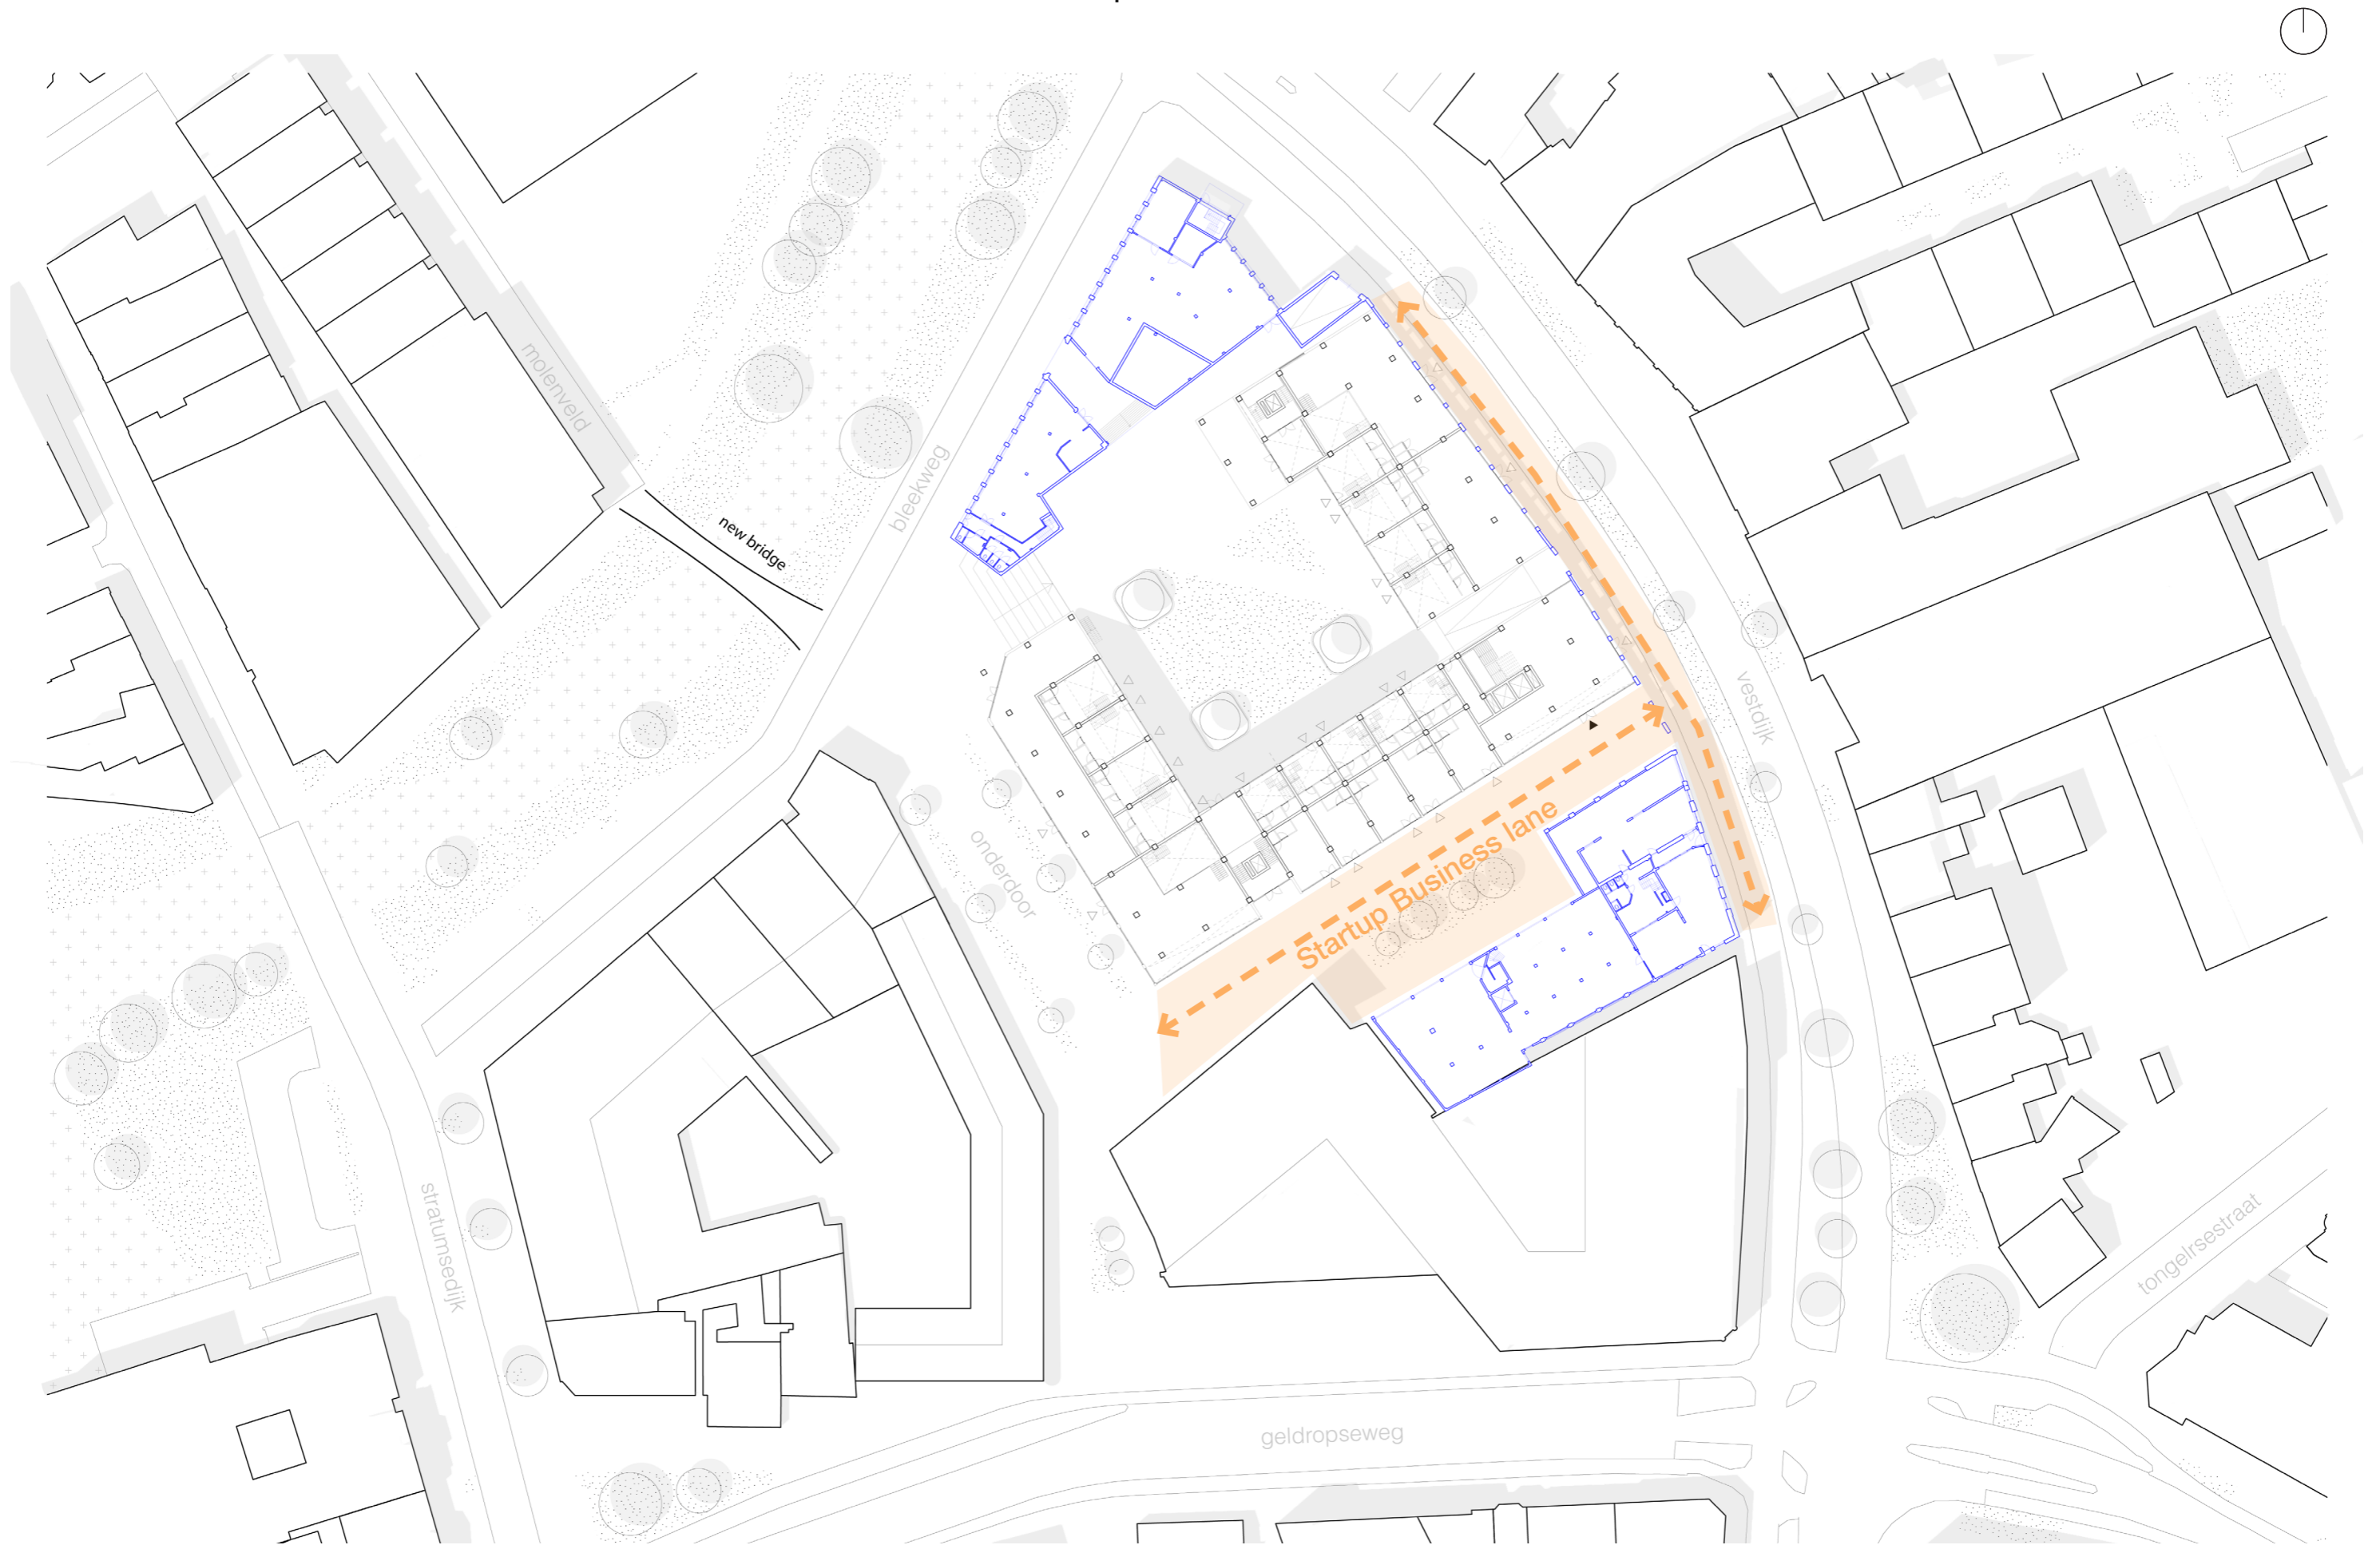 molenveld
bleekweg
new bridge
vestdijk
Startup Business lane
onderdoor
stratumsedijk
tongelrsestraat
geldropseweg